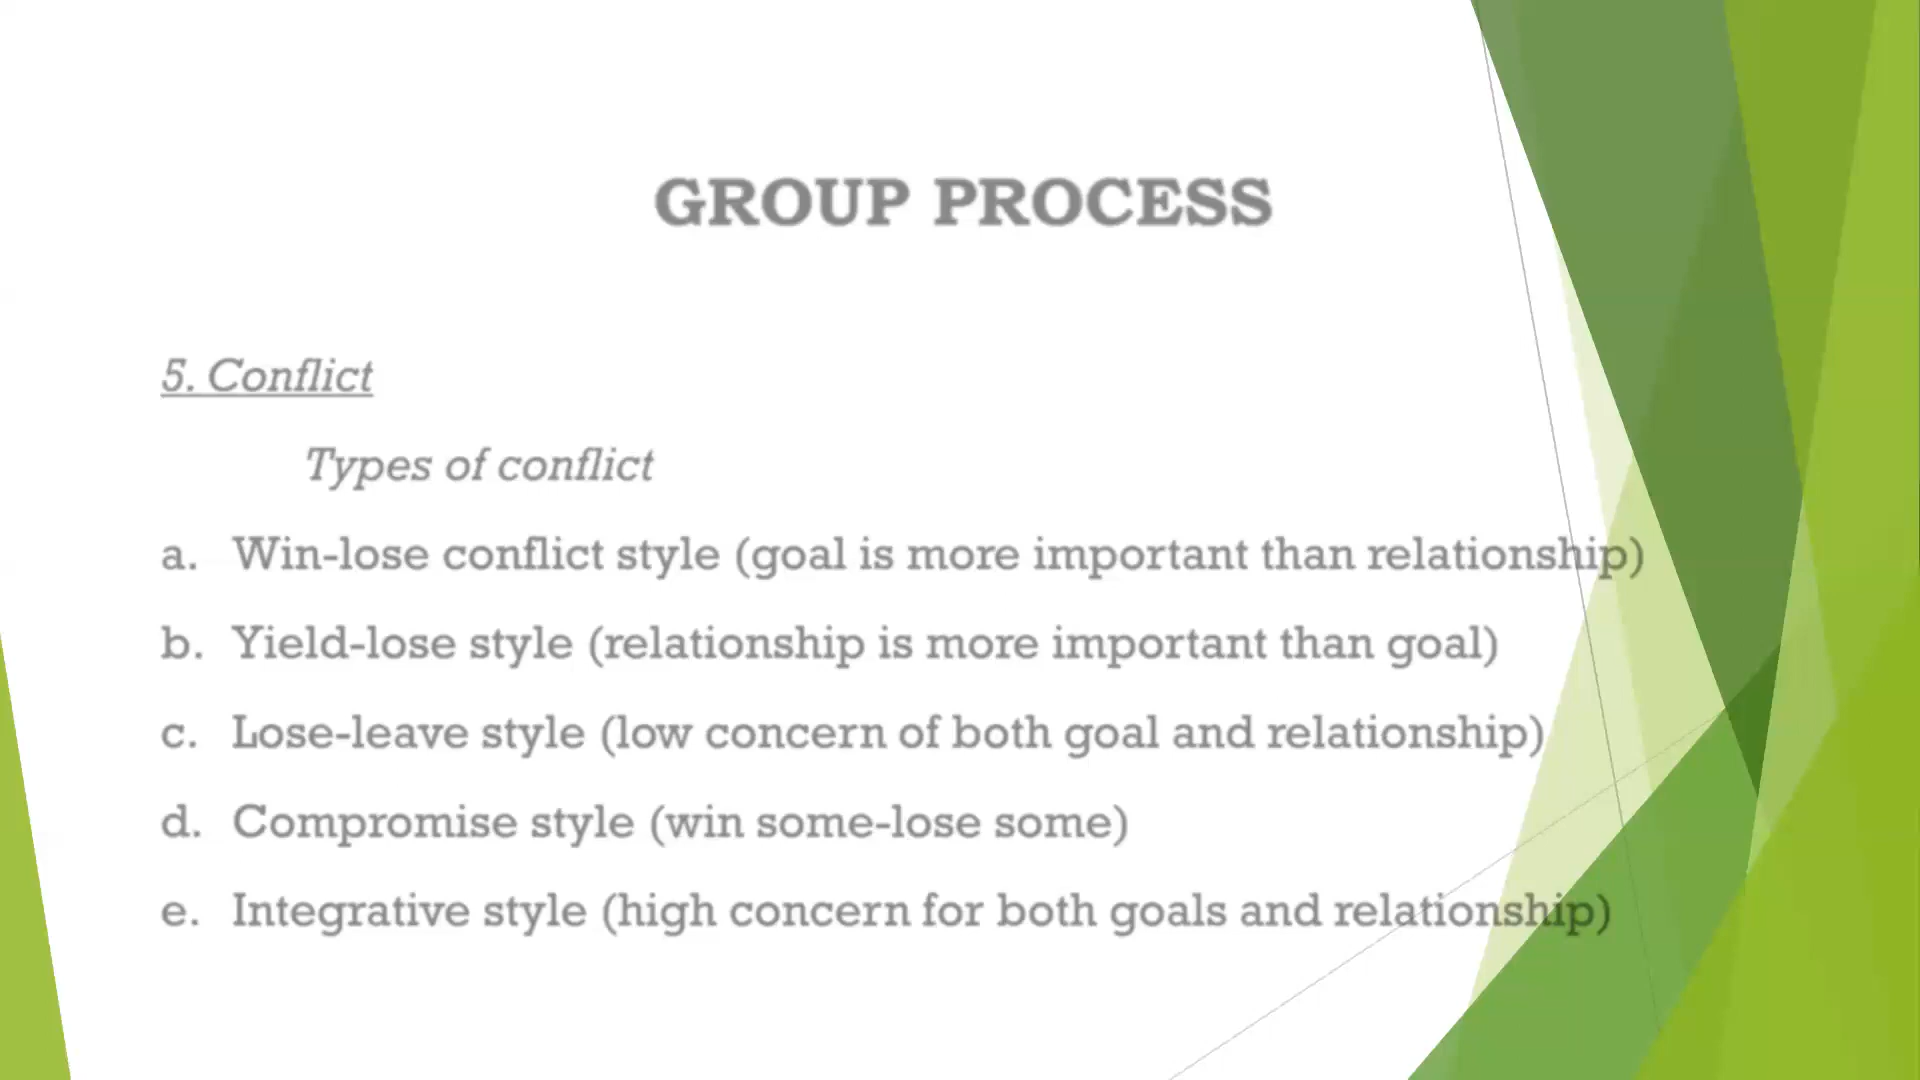 GROUP PROCESS
5. Conflict
Types of conflict
a. Win-lose conflict style (goal is more important than relationship)
b. Yield-lose style (relationship is more important than goal)
c. Lose-leave style (low concern of both goal and relationship)
d. Compromise style (win some-lose some)
e. Integrative style (high concern for both goals and relationship)